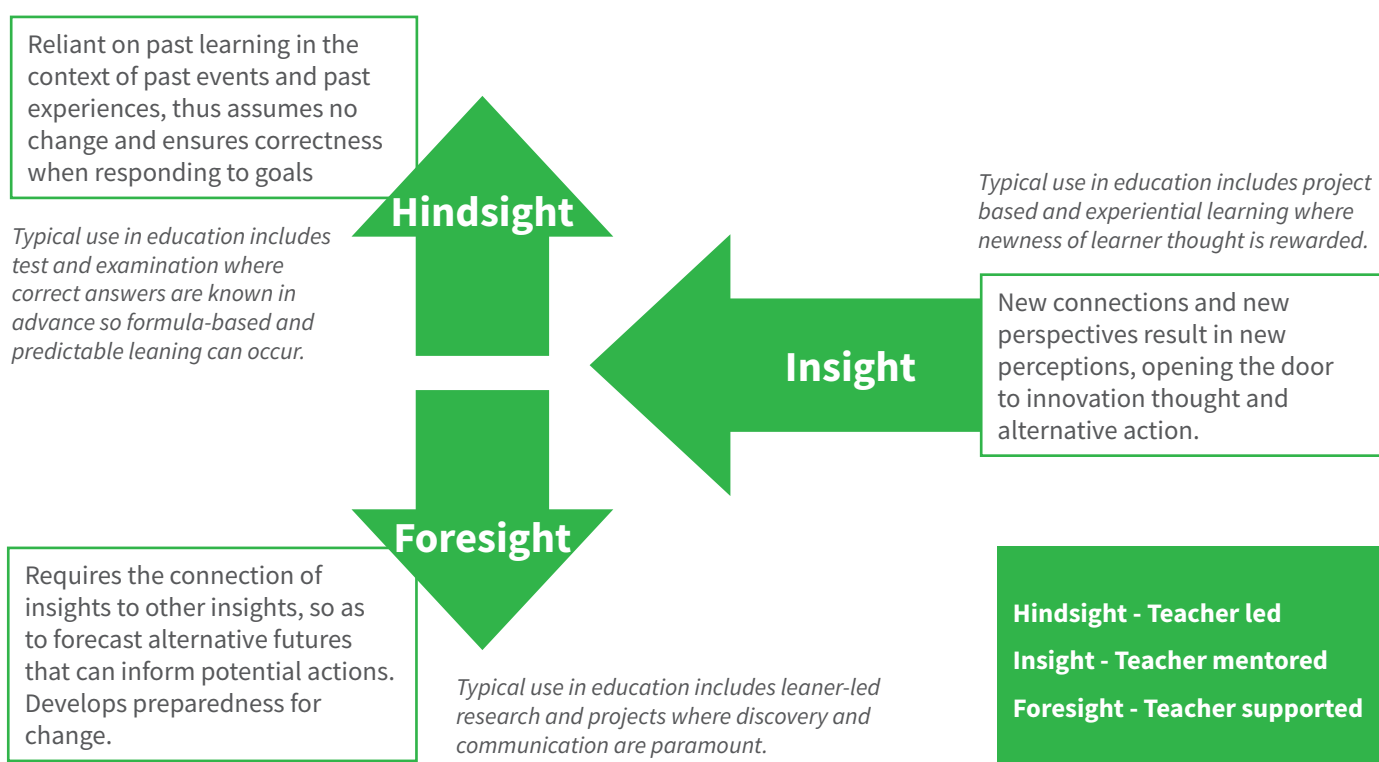 Reliant on past learning in the
context of past events and past
experiences, thus assumes no
change and ensures correctness
when responding to goals
Hindsight
Typical use in education includes
test and examination where
correct answers are known in
advance so formula-based and
predictable leaning can occur.
Typical use in education includes project
based and experiential learning where
newness of learner thought is rewarded.
Insight
New connections and new
perspectives result in new
perceptions, opening the door
to innovation thought and
alternative action.
Foresight
Requires the connection of
insights to other insights, so as
to forecast alternative futures
that can inform potential actions.
Develops preparedness for
change.
Typical use in education includes leaner-led
research and projects where discovery and
communication are paramount.
Hindsight - Teacher led
Insight - Teacher mentored
Foresight - Teacher supported